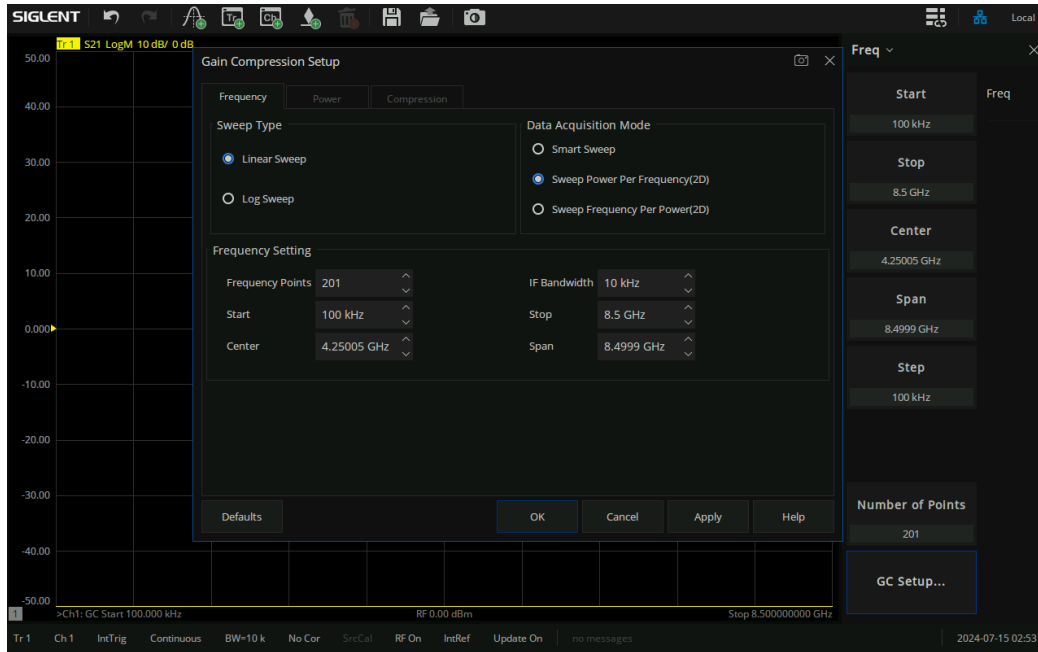 SIGLENT Tr Ch Local
Tr 1 S21 LogM 10 dB/ 0 dB
50.00
40.00
30.00
20.00
10.00
0.000
-10.00
-20.00
-30.00
-40.00
-50.00
Gain Compression Setup
Frequency Power Compression
Sweep Type
Linear Sweep
Log Sweep
Data Acquisition Mode
Smart Sweep
Sweep Power Per Frequency(2D)
Sweep Frequency Per Power(2D)
Frequency Setting
Frequency Points 201 IF Bandwidth 10 kHz
Start 100 kHz Stop 8.5 GHz
Center 4.25005 GHz Span 8.4999 GHz
Defaults OK Cancel Apply Help
Freq
Start
100 kHz
Stop
8.5 GHz
Center
4.25005 GHz
Span
8.4999 GHz
Step
100 kHz
Number of Points
201
GC Setup...
Freq
1 >Ch1: GC Start 100.000 kHz RF 0.00 dBm Stop 8.500000000 GHz
Tr 1 Ch 1 IntTrig Continuous BW=10 k No Cor SrcCal RF On IntRef Update On no messages 2024-07-15 02:53